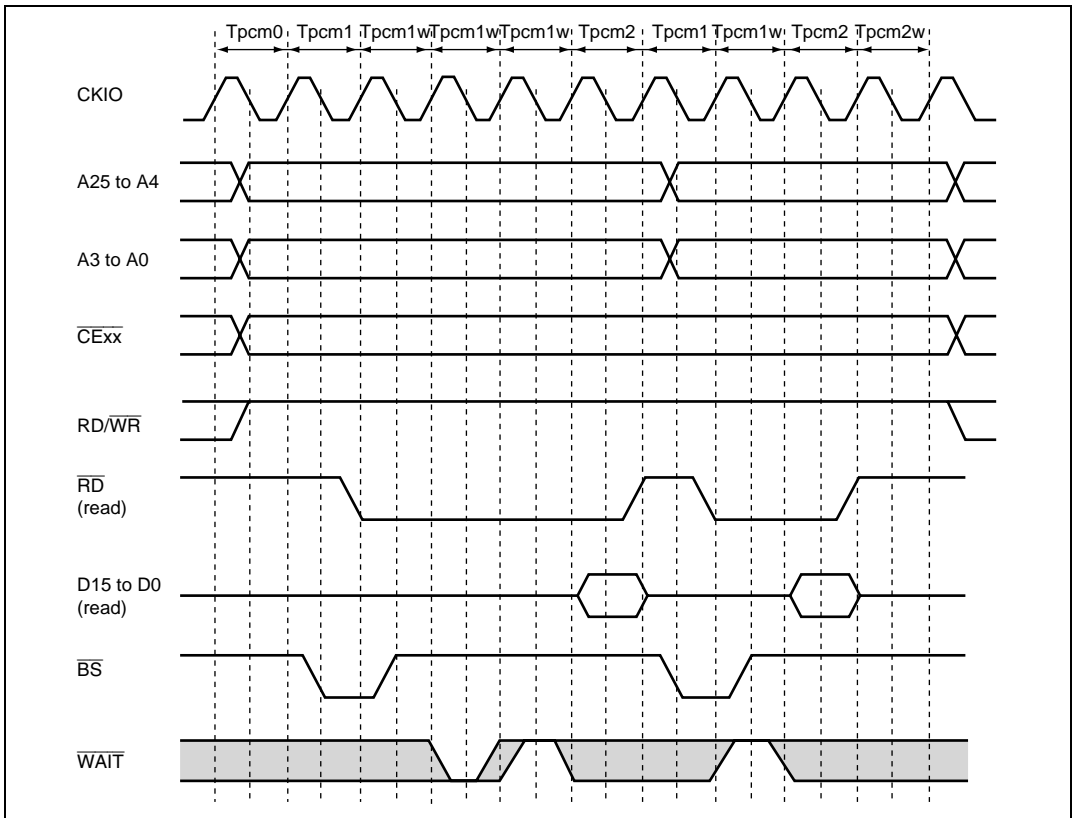 Tpcm0 Tpcm1 Tpcm1w Tpcm1w Tpcm1w Tpcm2 Tpcm1 Tpcm1w Tpcm2 Tpcm2w
CKIO
A25 to A4
A3 to A0
CExx
RD/WR
RD
(read)
D15 to D0
(read)
BS
WAIT